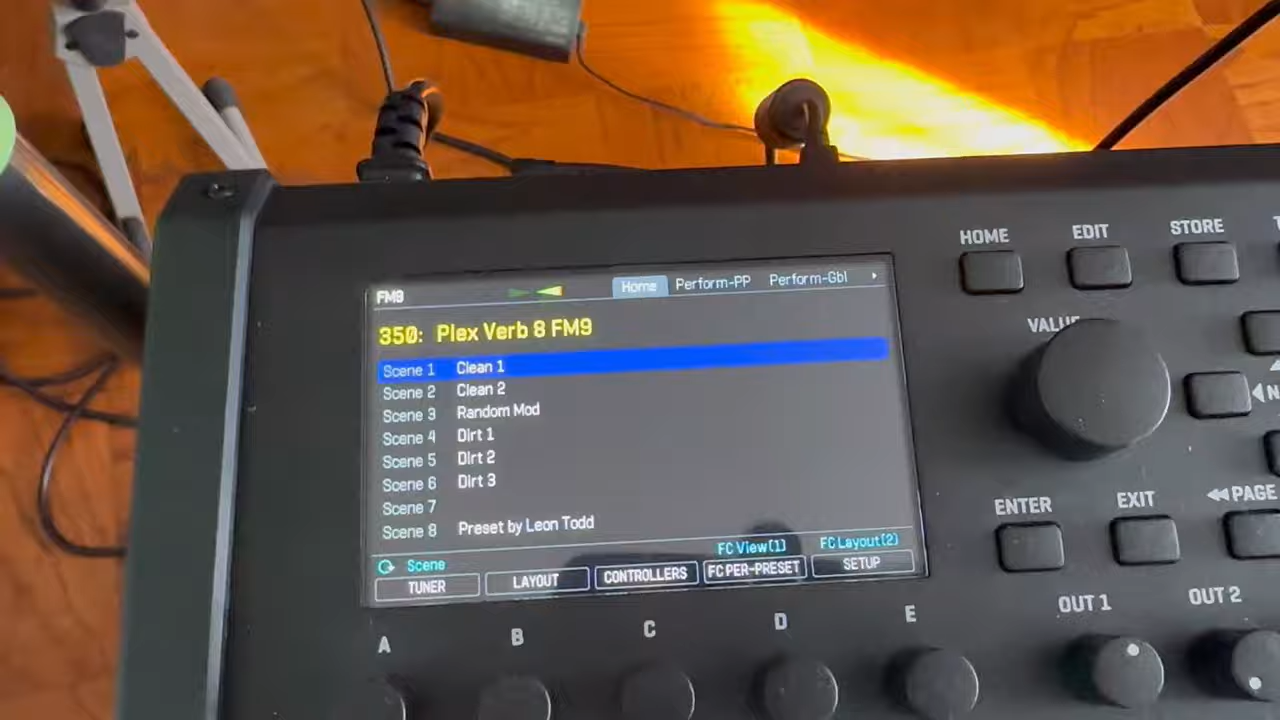 HOME EDIT STORE
FM9 Home Perform-PP Perform-Gbl
350: Plex Verb 8 FM9
VALUE
Scene 1 Clean 1
Scene 2 Clean 2
Scene 3 Random Mod
Scene 4 Dirt 1
Scene 5 Dirt 2
Scene 6 Dirt 3
Scene 7
Scene 8 Preset by Leon Todd
ENTER EXIT PAGE
Scene FC View(1) FC Layout(2)
TUNER LAYOUT CONTROLLERS FC PER-PRESET SETUP
OUT 1 OUT 2
A B C D E